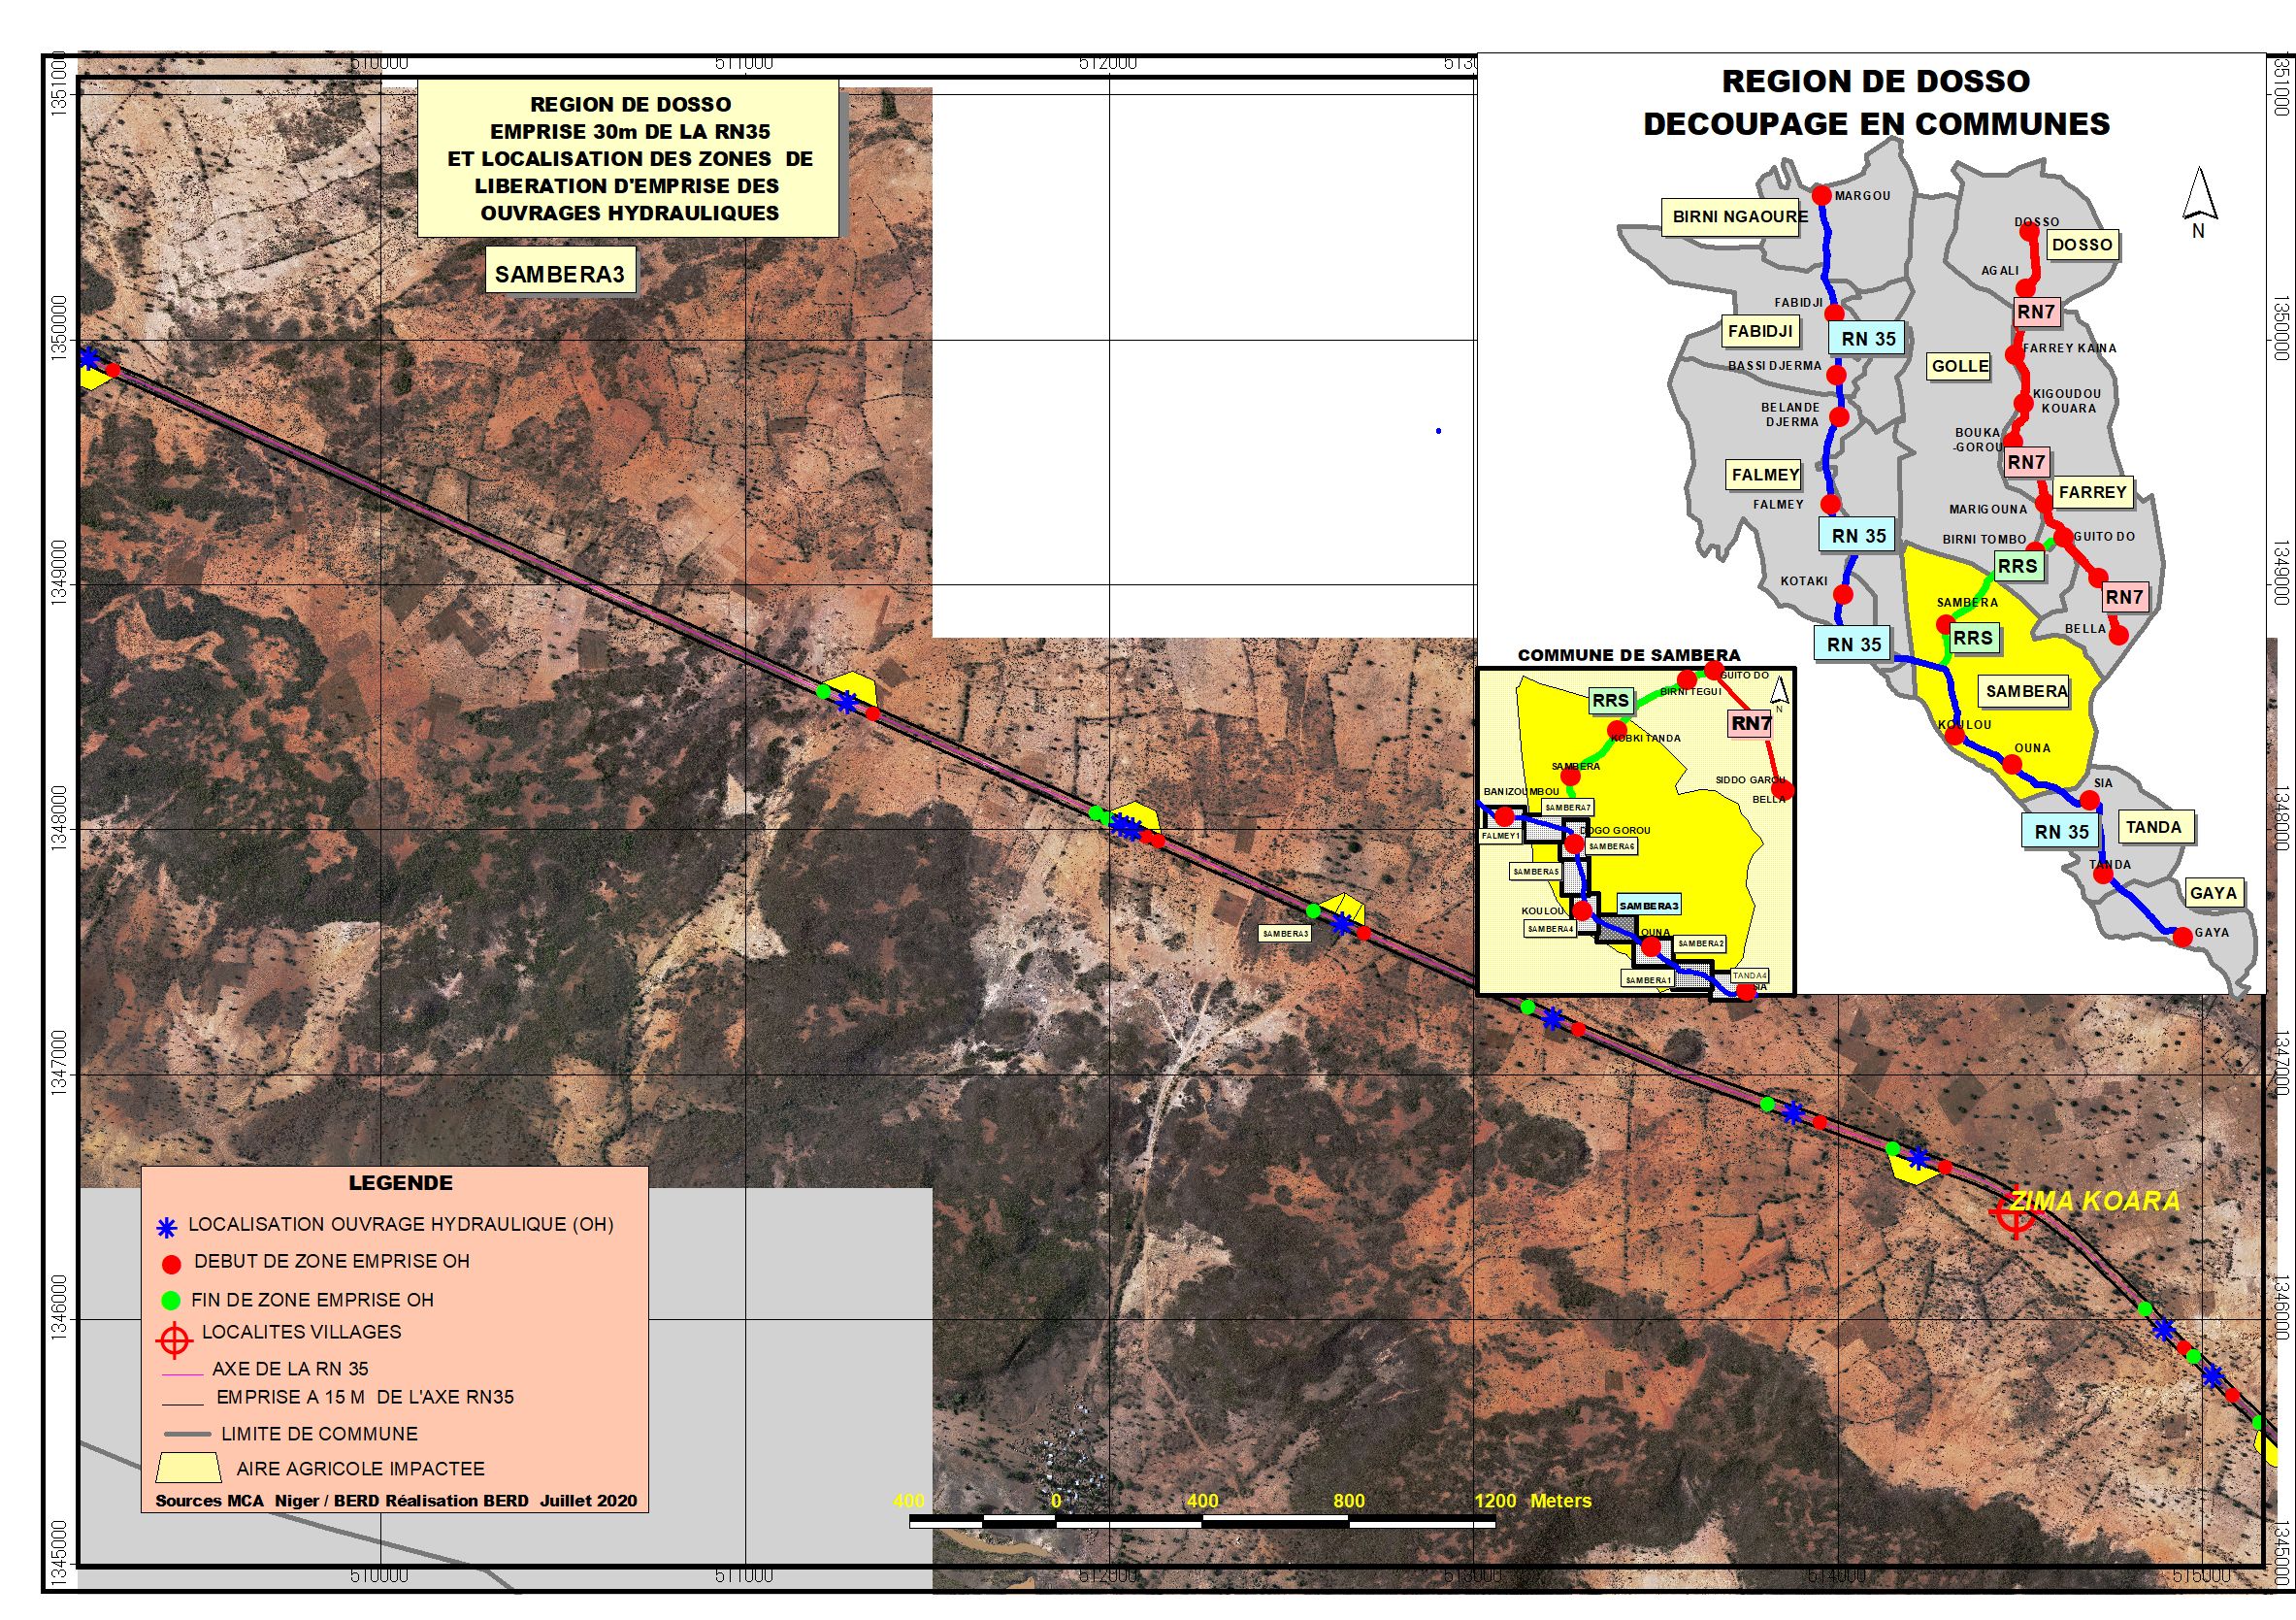 510000
511000
512000
513
1351000
1350000
1349000
1348000
1347000
1346000
1345000
REGION DE DOSSO
EMPRISE 30m DE LA RN35
ET LOCALISATION DES ZONES DE
LIBERATION D'EMPRISE DES
OUVRAGES HYDRAULIQUES
SAMBERA3
SAMBERA3
ZIMA KOARA
REGION DE DOSSO
DECOUPAGE EN COMMUNES
N
MARGOU
BIRNI NGAOURE
DOSSO
DOSSO
AGALI
RN7
FABIDJI
FABIDJI
RN 35
FARREY KAINA
BASSI DJERMA
GOLLE
KIGOUDOU
KOUARA
BELANDE
DJERMA
BOUKA
-GOROU
RN7
FALMEY
FALMEY
FARREY
MARIGOUNA
RN 35
BIRNI TOMBO
GUITO DO
RRS
KOTAKI
RN7
SAMBERA
RRS
BELLA
RN 35
SAMBERA
KOULOU
OUNA
SIA
RN 35
TANDA
TANDA
GAYA
GAYA
COMMUNE DE SAMBERA
GUITO DO
BIRNI TEGUI
N
RRS
RN7
KOBKI TANDA
SAMBERA
SIDDO GAROU
BELLA
BANIZOUMBOU
SAMBERA7
FALMEY1
DOGO GOROU
SAMBERA6
SAMBERA5
KOULOU
SAMBERA3
SAMBERA4
OUNA
SAMBERA2
SAMBERA1
TANDA4
LEGENDE
LOCALISATION OUVRAGE HYDRAULIQUE (OH)
DEBUT DE ZONE EMPRISE OH
FIN DE ZONE EMPRISE OH
LOCALITES VILLAGES
AXE DE LA RN 35
EMPRISE A 15 M DE L'AXE RN35
LIMITE DE COMMUNE
AIRE AGRICOLE IMPACTEE
Sources MCA Niger / BERD Réalisation BERD Juillet 2020
400 0 400 800 1200 Meters
1351000
1350000
1349000
1348000
1347000
1346000
1345000
510000
511000
512000
513000
514000
515000